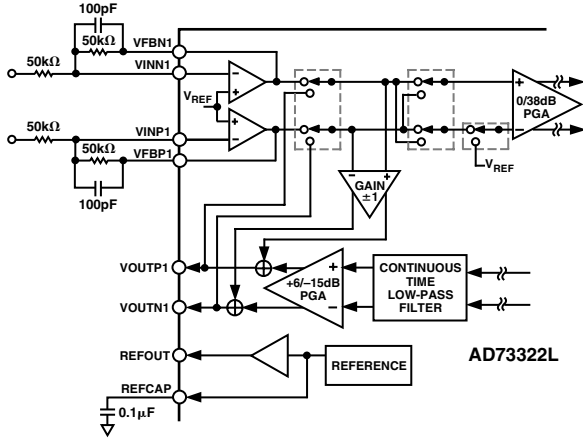 100pF
50kΩ
VFBN1
50kΩ
VINN1
VREF
0/38dB
PGA
50kΩ
VINP1
50kΩ
VFBP1
VREF
100pF
GAIN
±1
VOUTP1
+6/–15dB
PGA
CONTINUOUS
TIME
LOW-PASS
FILTER
VOUTN1
AD73322L
REFOUT
REFERENCE
REFCAP
0.1μF